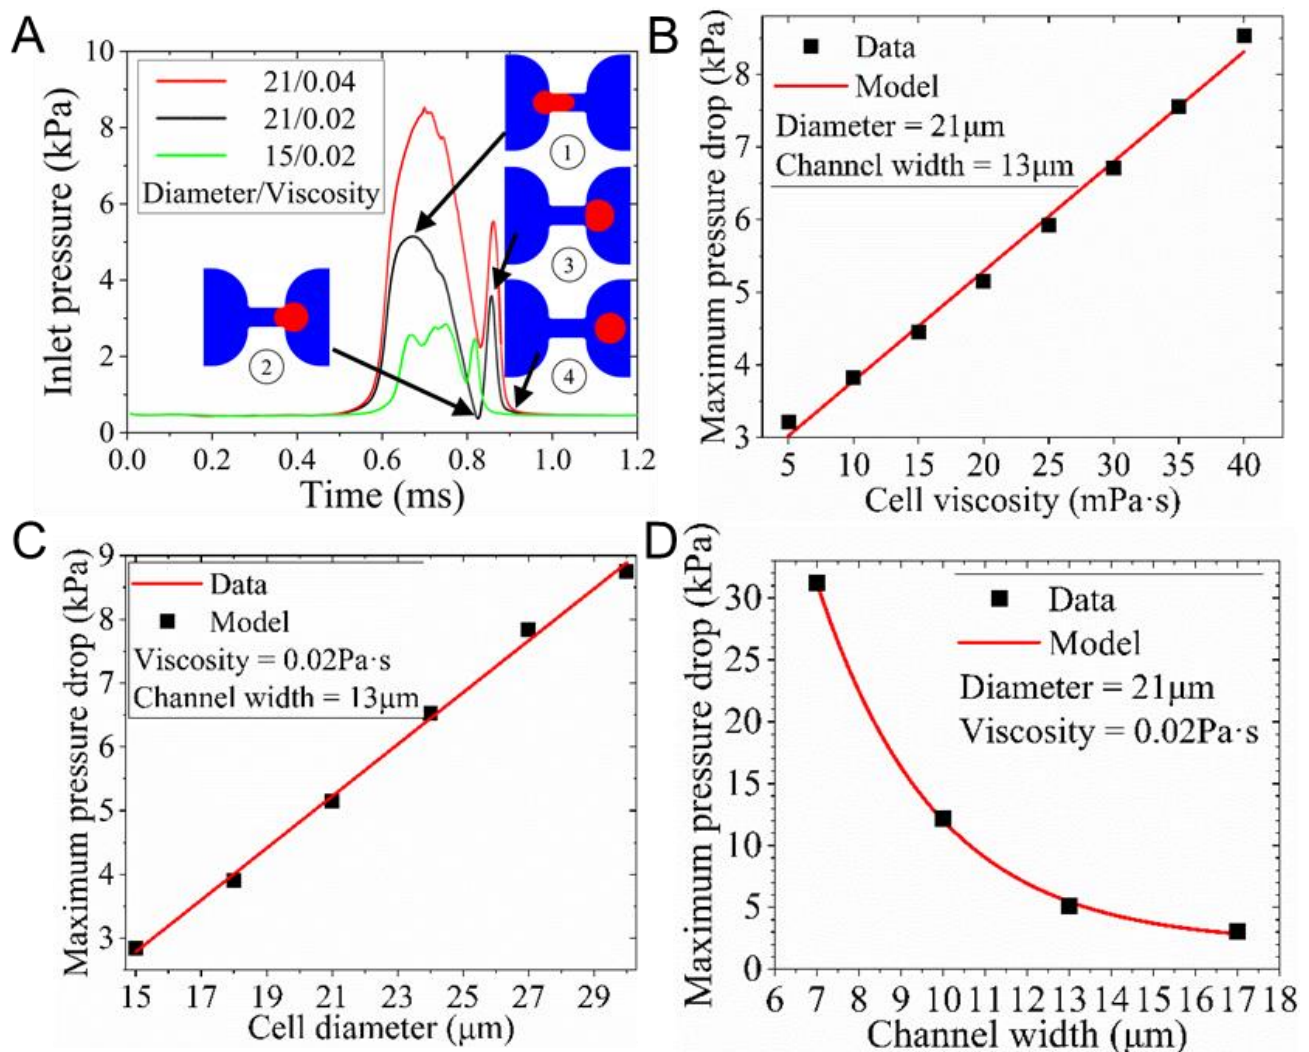 A
Inlet pressure (kPa)
10
8
6
4
2
0
21/0.04
21/0.02
15/0.02
Diameter/Viscosity
1
3
4
2
0.0 0.2 0.4 0.6 0.8 1.0 1.2
Time (ms)
B
Maximum pressure drop (kPa)
8
7
6
5
4
3
Data
Model
Diameter = 21μm
Channel width = 13μm
5 10 15 20 25 30 35 40
Cell viscosity (mPa·s)
C
Maximum pressure drop (kPa)
9
8
7
6
5
4
3
Data
Model
Viscosity = 0.02Pa·s
Channel width = 13μm
15 17 19 21 23 25 27 29
Cell diameter (μm)
D
Maximum pressure drop (kPa)
30
25
20
15
10
5
0
Data
Model
Diameter = 21μm
Viscosity = 0.02Pa·s
6 7 8 9 10 11 12 13 14 15 16 17 18
Channel width (μm)